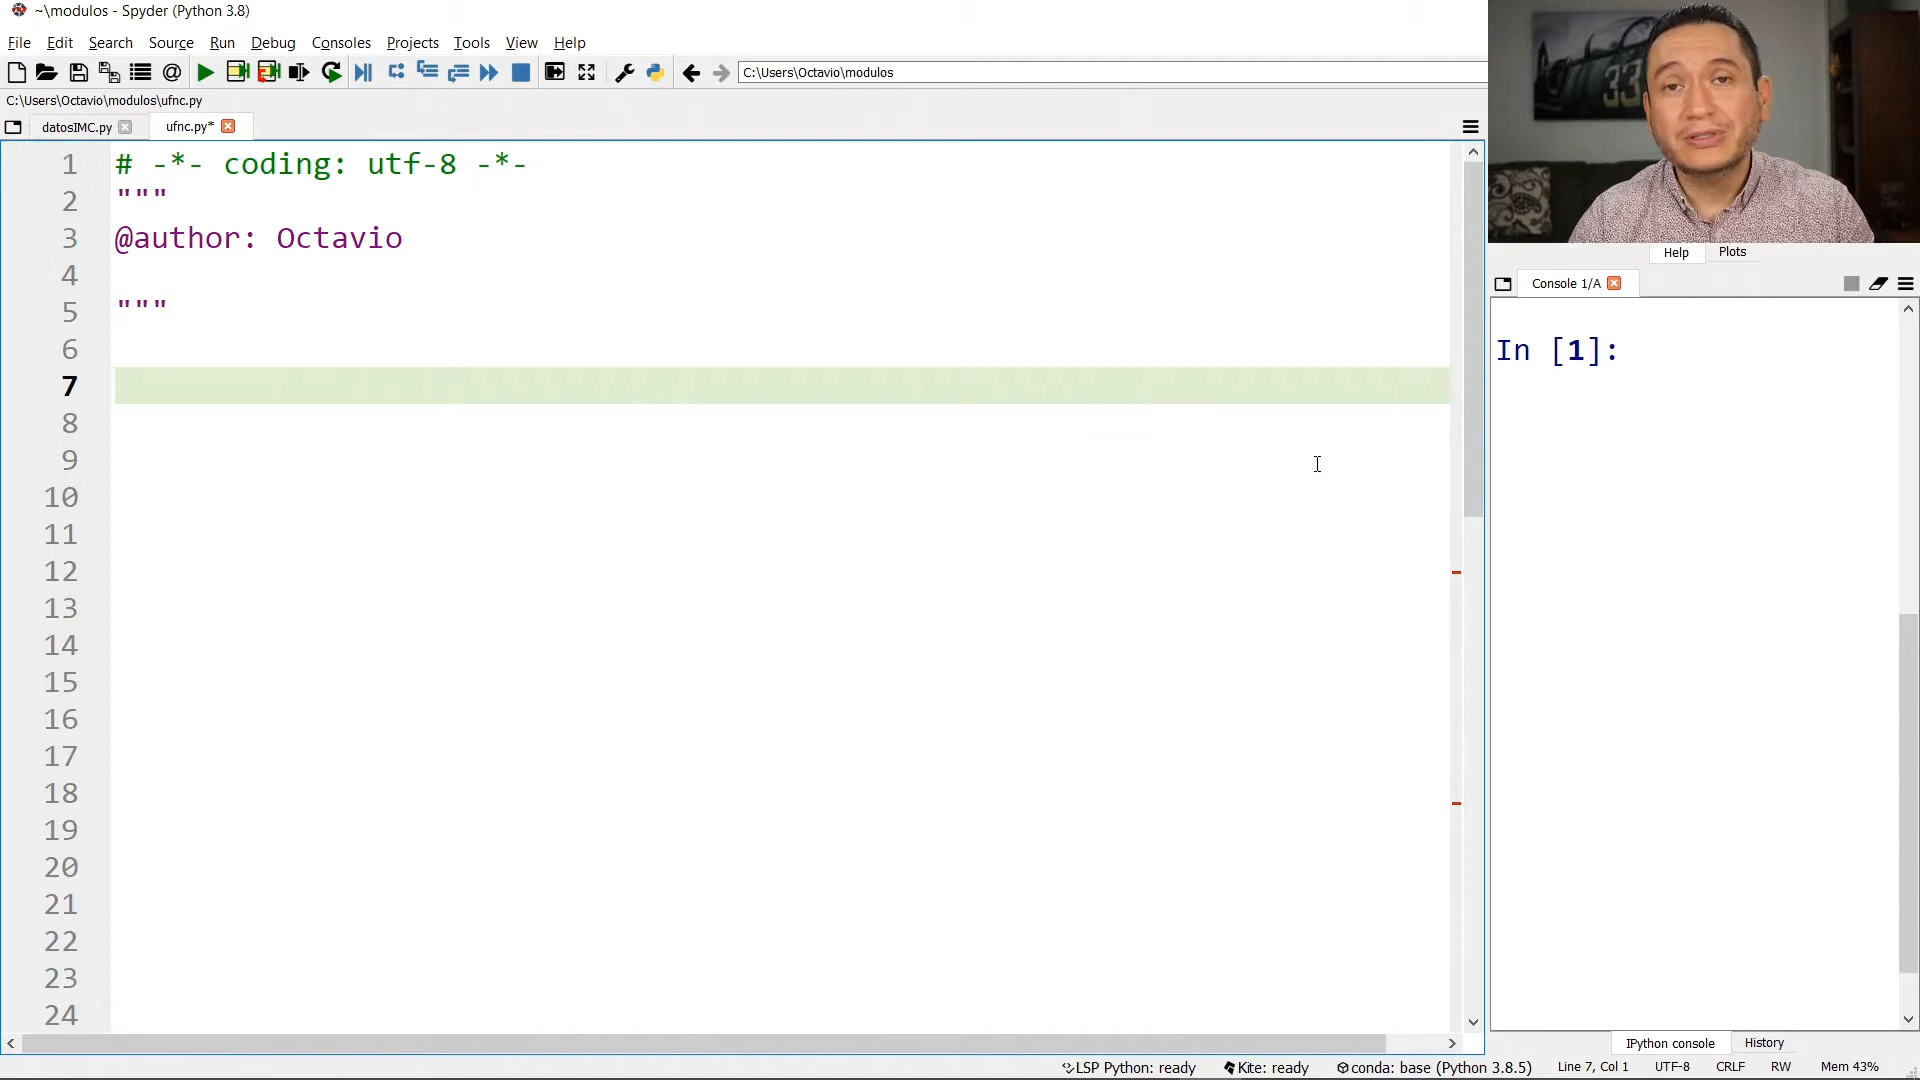 ~\modulos - Spyder (Python 3.8)
File Edit Search Source Run Debug Consoles Projects Tools View Help
C:\Users\Octavio\modulos
C:\Users\Octavio\modulos\ufnc.py
datosIMC.py ufnc.py*
1 # -*- coding: utf-8 -*-
2 """
3 @author: Octavio
4
5 """
6
7
8
9
10
11
12
13
14
15
16
17
18
19
20
21
22
23
24
33
Help Plots
Console 1/A
In [1]:
IPython console History
LSP Python: ready Kite: ready conda: base (Python 3.8.5) Line 7, Col 1 UTF-8 CRLF RW Mem 43%